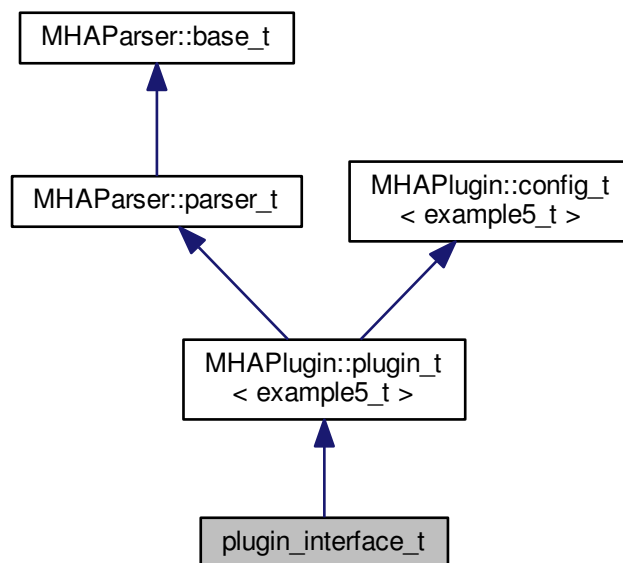 MHAParser::base_t
MHAParser::parser_t
MHAPlugin::config_t
< example5_t >
MHAPlugin::plugin_t
< example5_t >
plugin_interface_t